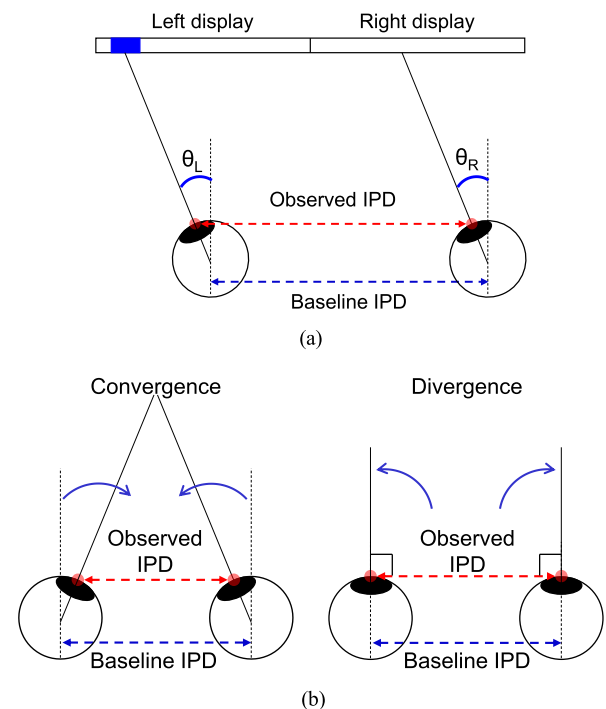 Left display Right display
θL θR
Observed IPD
Baseline IPD
(a)
Convergence Divergence
Observed Observed
IPD IPD
Baseline IPD Baseline IPD
(b)